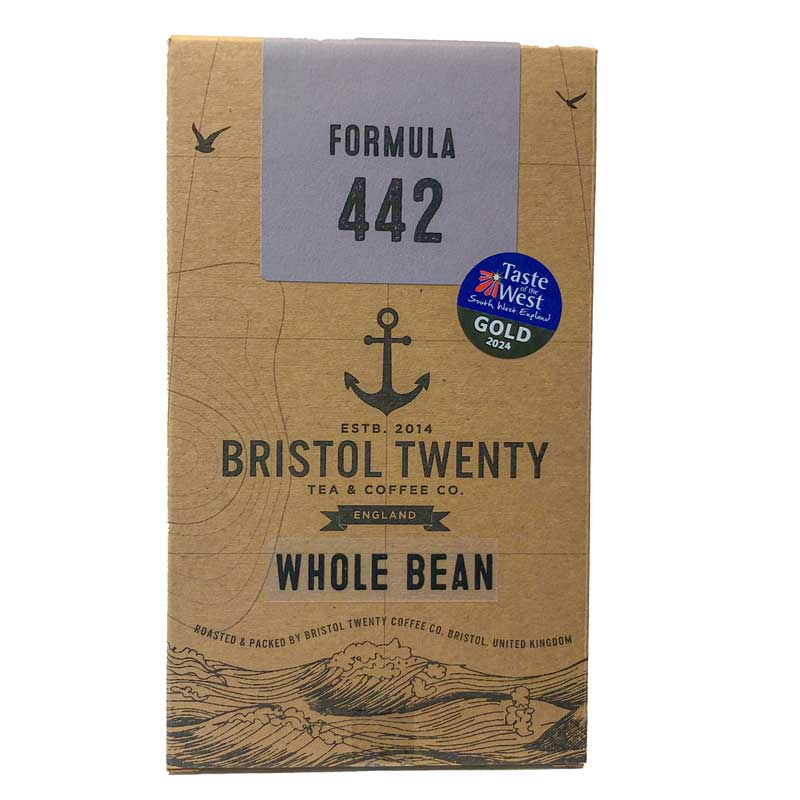 FORMULA
442
Taste
of the
West
South West England
GOLD
2024
ESTB. 2014
BRISTOL TWENTY
TEA & COFFEE CO.
ENGLAND
WHOLE BEAN
ROASTED & PACKED BY BRISTOL TWENTY COFFEE CO. BRISTOL. UNITED KINGDOM